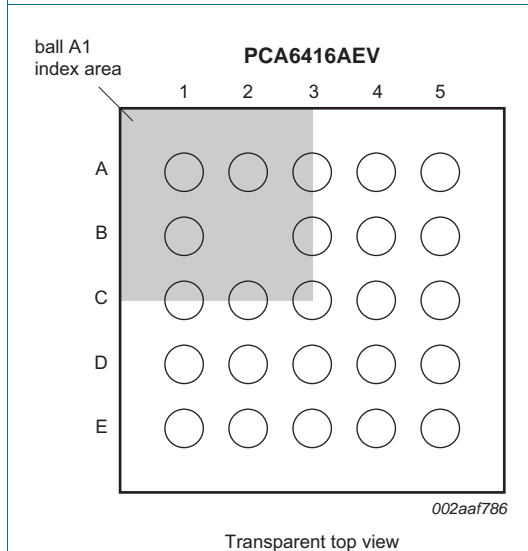 ball A1
index area
PCA6416AEV
1 2 3 4 5
A
B
C
D
E
002aaf786
Transparent top view